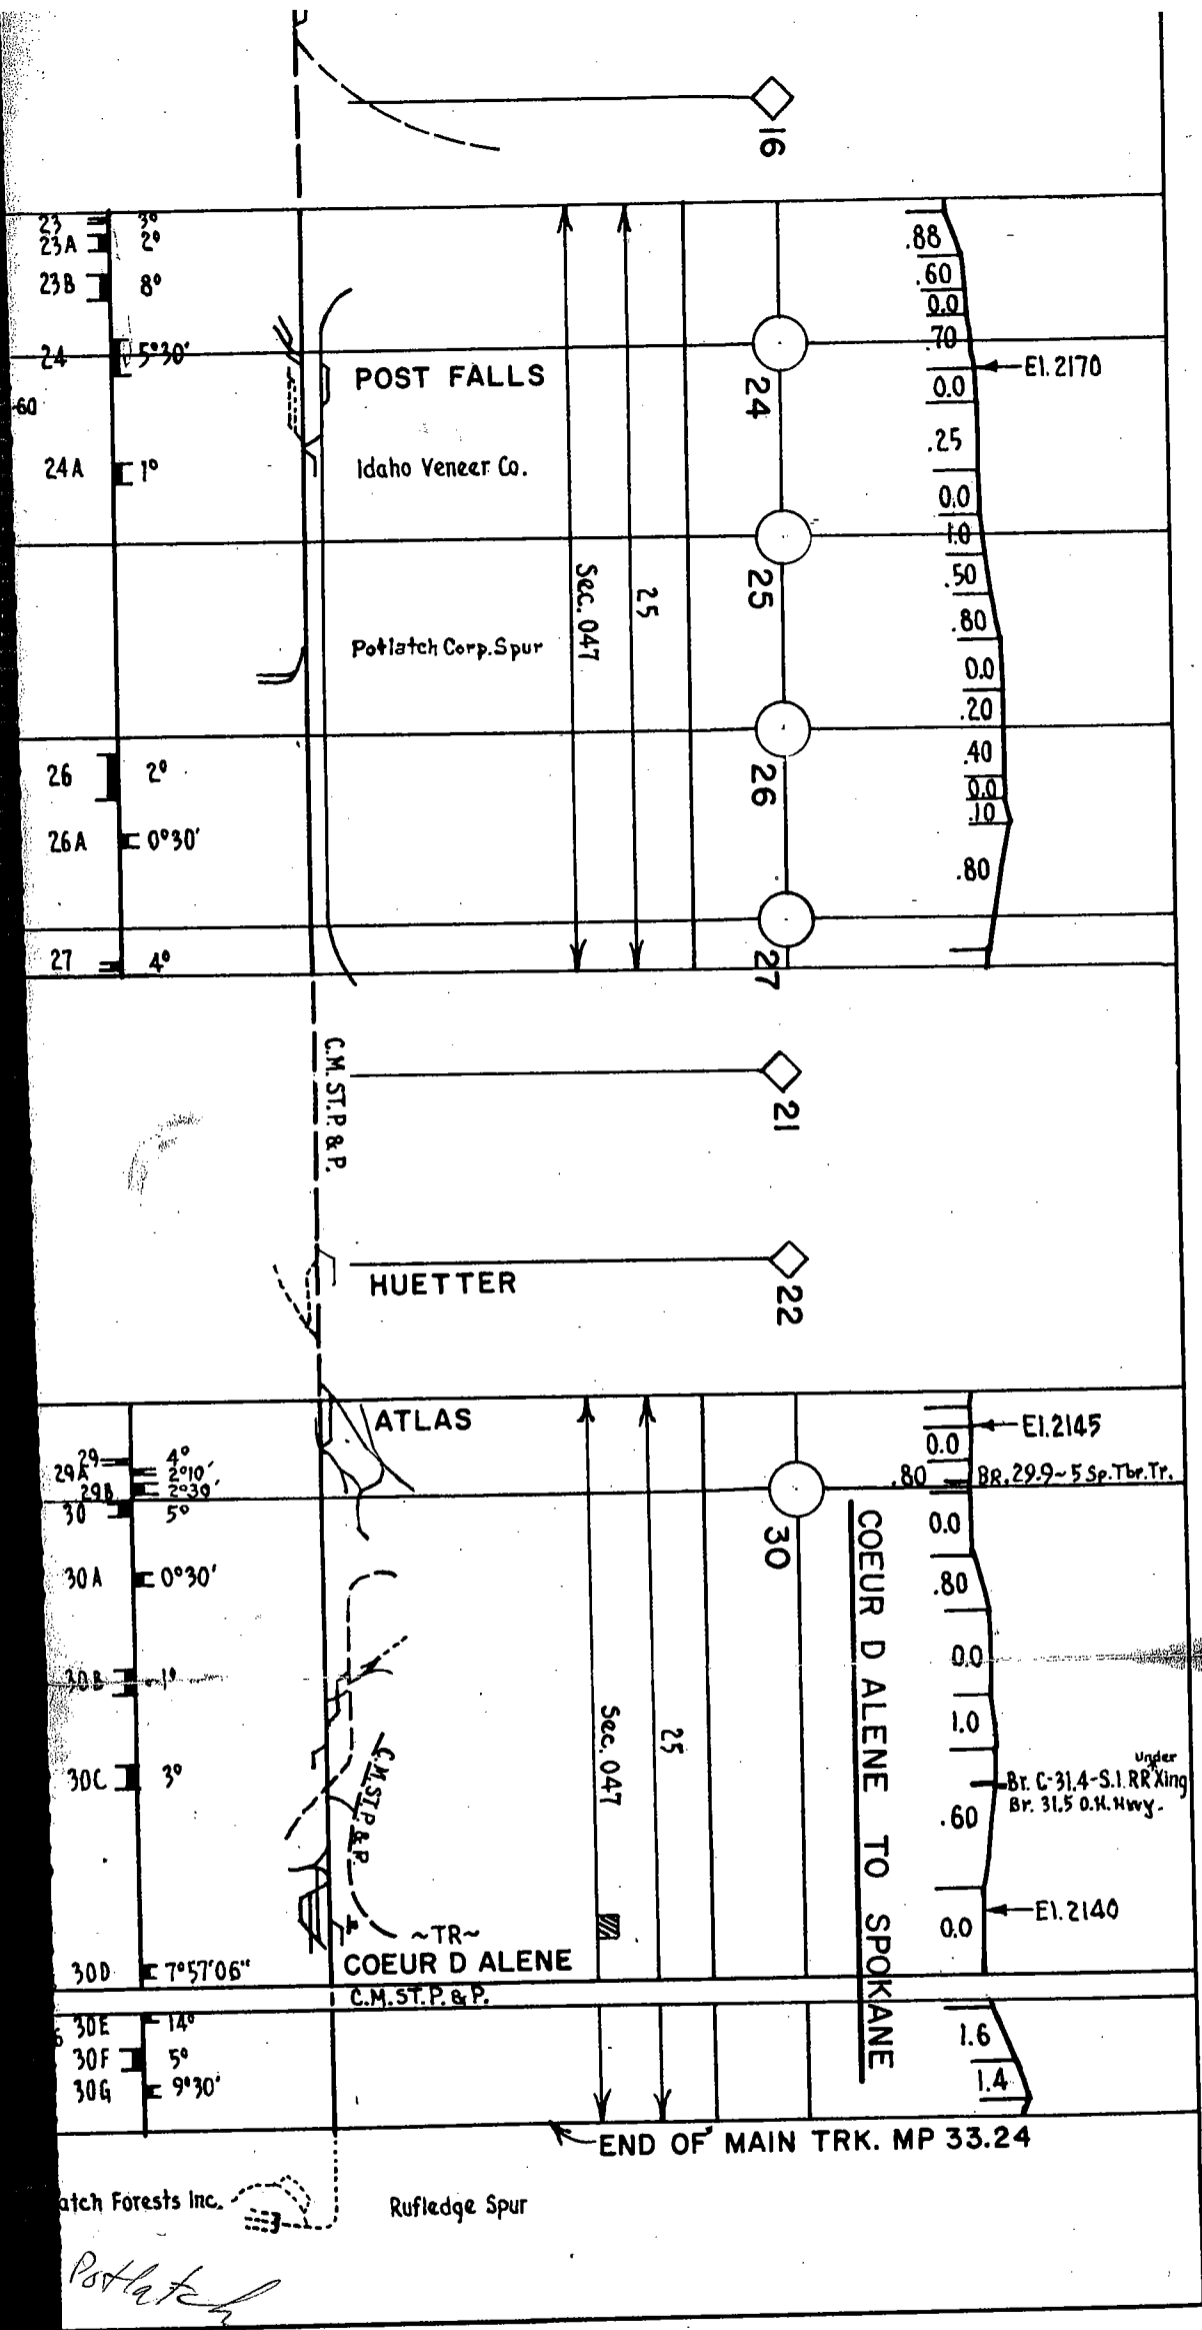 16
23 3°
23A 2°
23B 8°
24 5°30'
60
24A 1°
POST FALLS
Idaho Veneer Co.
Potlatch Corp. Spur
Sec. 047
25
24
25
26
27
.88
.60
0.0
.70
El. 2170
0.0
.25
0.0
1.0
.50
.80
0.0
.20
.40
0.0
.10
.80
26 2°
26A 0°30'
27 4°
C.M. ST. P. & P.
21
HUETTER
22
ATLAS
29 4°
29A 2°10'
29B 2°30'
30 5°
30A 0°30'
30B 1°
30C 3°
30D 7°57'06"
C.M. ST. P. & P.
~TR~
COEUR D ALENE
C.M. ST. P. & P.
Sec. 047
25
30
COEUR D ALENE TO SPOKANE
El. 2145
0.0
.80 BR. 29.9~5 Sp. Tbr. Tr.
0.0
.80
0.0
1.0
Under
Br. C-31.4-S.I. RR Xing
Br. 31.5 O.H. Hwy.
.60
El. 2140
0.0
30E 14°
30F 5°
30G 9°30'
6
1.6
1.4
END OF MAIN TRK. MP 33.24
atch Forests Inc.
Rufledge Spur
Potlatch